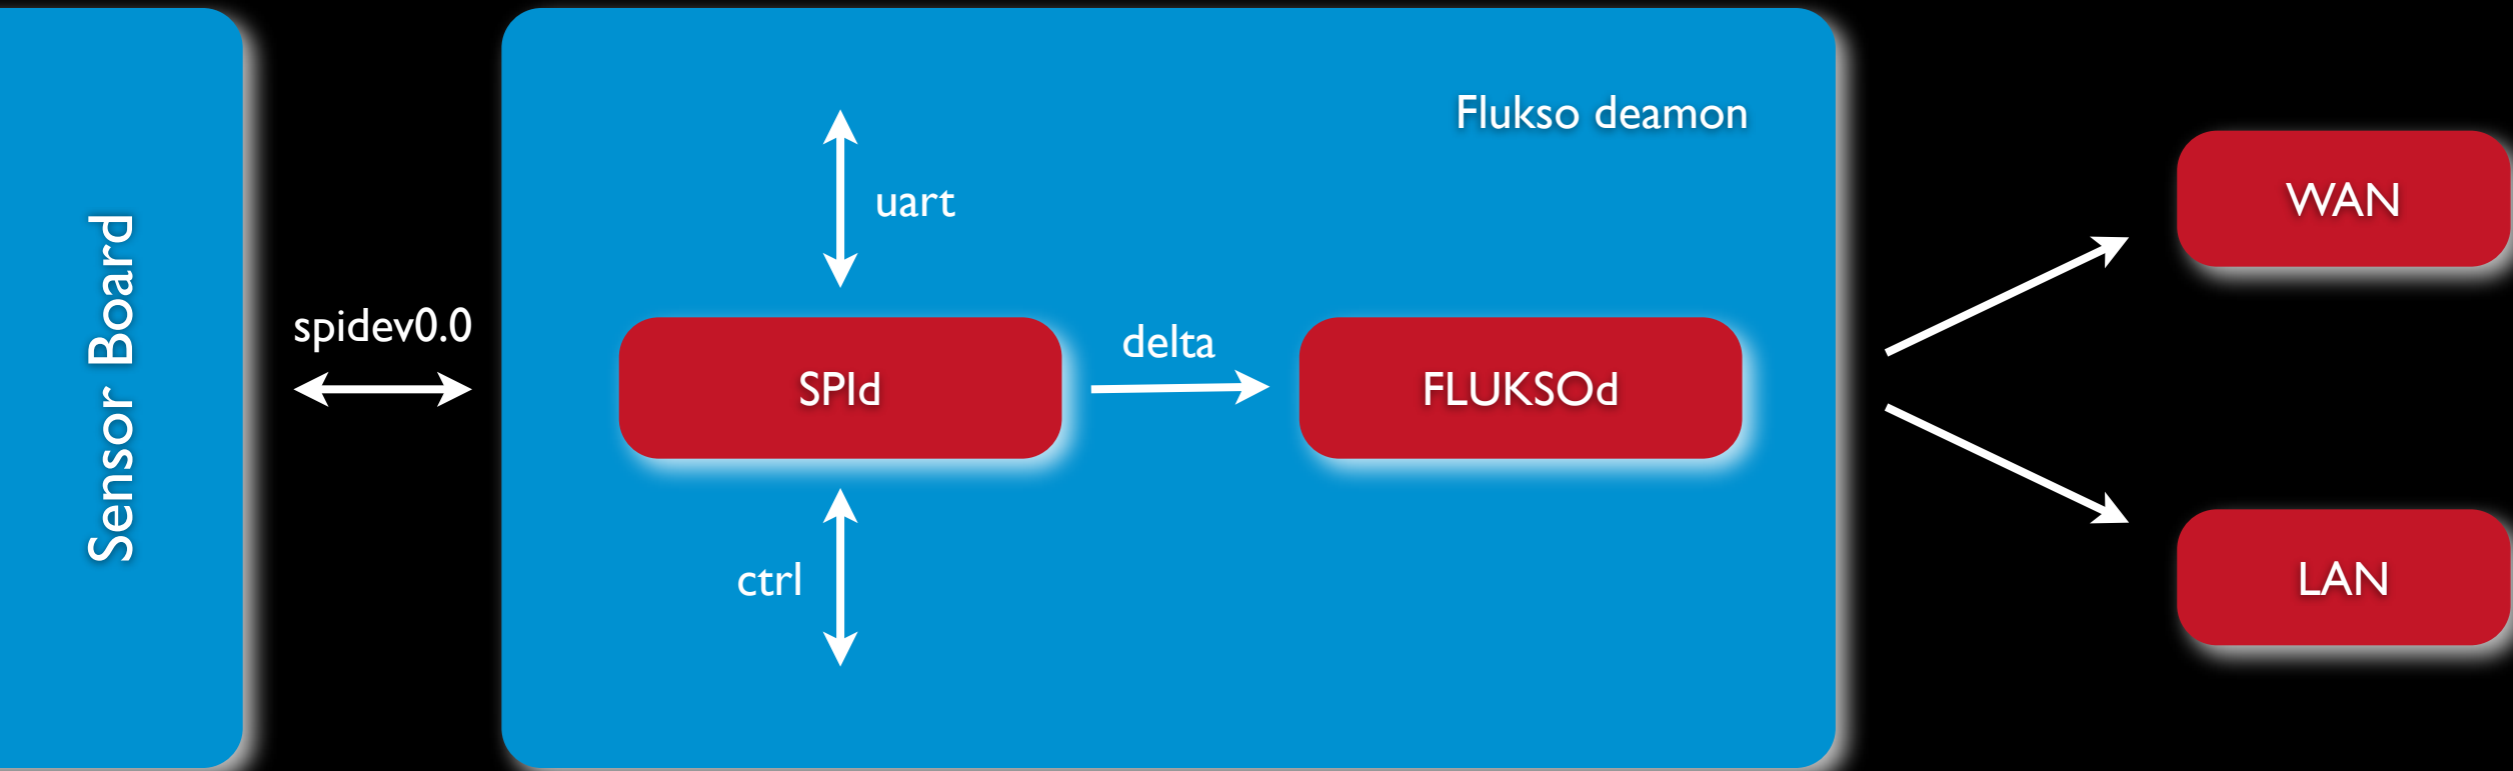 Sensor Board
spidev0.0
Flukso deamon
uart
SPId
delta
FLUKSOd
ctrl
WAN
LAN